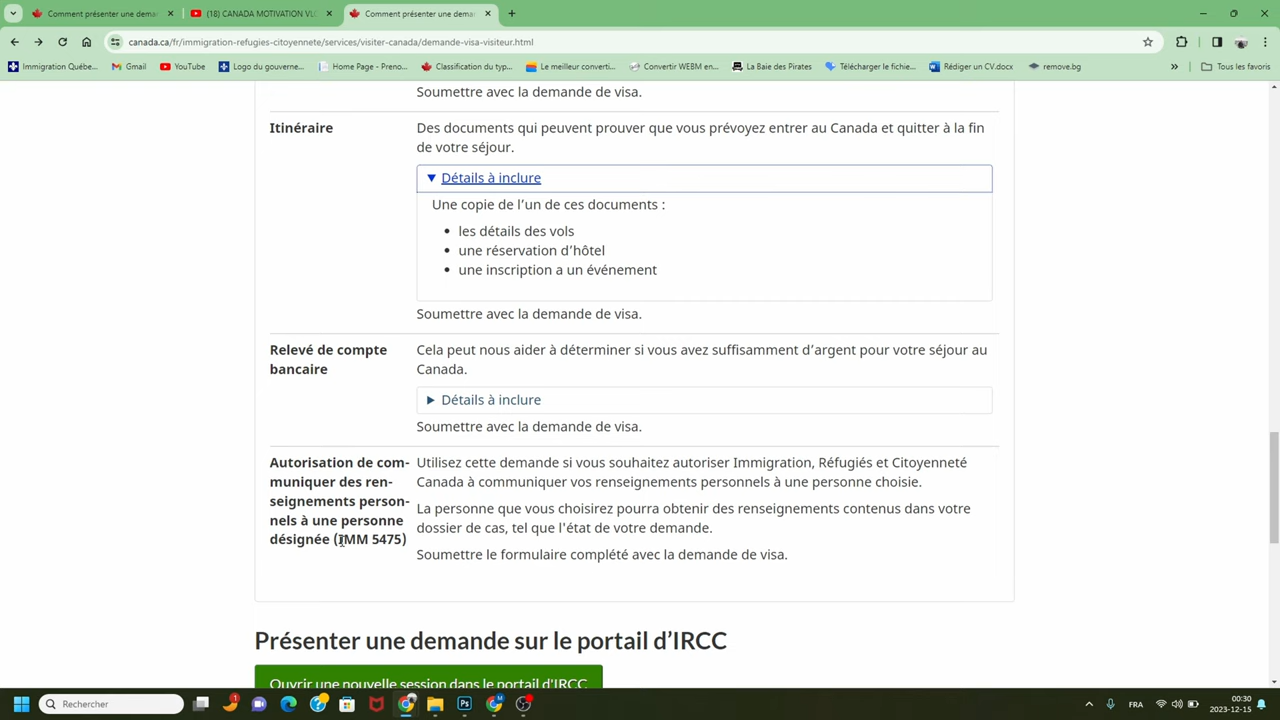 Comment présenter une dema
(18) CANADA MOTIVATION VLO
Comment présenter une dema
canada.ca/fr/immigration-refugies-citoyennete/services/visiter-canada/demande-visa-visiteur.html
Immigration Québe...
Gmail
YouTube
Logo du gouverne...
Home Page - Preno...
Classification du typ...
Le meilleur converti...
Convertir WEBM en...
La Baie des Pirates
Télécharger le fichie...
Rédiger un CV.docx
remove.bg
»
Tous les favoris
Soumettre avec la demande de visa.
Itinéraire
Des documents qui peuvent prouver que vous prévoyez entrer au Canada et quitter à la fin
de votre séjour.
Détails à inclure
Une copie de l’un de ces documents :
les détails des vols
une réservation d’hôtel
une inscription a un événement
Soumettre avec la demande de visa.
Relevé de compte
bancaire
Cela peut nous aider à déterminer si vous avez suffisamment d’argent pour votre séjour au
Canada.
Détails à inclure
Soumettre avec la demande de visa.
Autorisation de com-
muniquer des ren-
seignements person-
nels à une personne
désignée (IMM 5475)
Utilisez cette demande si vous souhaitez autoriser Immigration, Réfugiés et Citoyenneté
Canada à communiquer vos renseignements personnels à une personne choisie.
La personne que vous choisirez pourra obtenir des renseignements contenus dans votre
dossier de cas, tel que l'état de votre demande.
Soumettre le formulaire complété avec la demande de visa.
Présenter une demande sur le portail d’IRCC
Ouvrir une nouvelle session dans le portail d'IRCC
Rechercher
1
Ps
FRA
00:30
2023-12-15